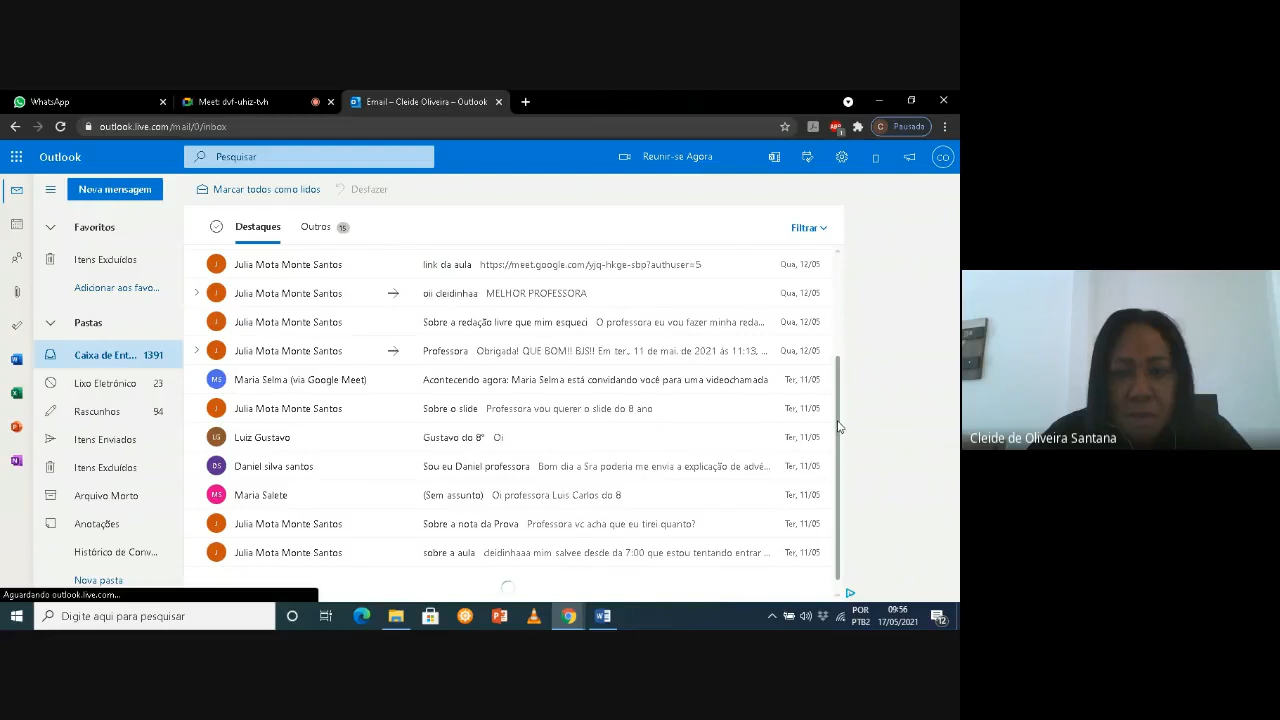 WhatsApp
Meet: dvf-uhiz-tvh
Email – Cleide Oliveira – Outlook
outlook.live.com/mail/0/inbox
ABP
1
C Pausada
Outlook
Pesquisar
Reunir-se Agora
CO
Nova mensagem
Marcar todos como lidos
Desfazer
Favoritos
Itens Excluídos
Adicionar aos favo...
Pastas
Caixa de Ent... 1391
Lixo Eletrônico 23
Rascunhos 94
Itens Enviados
Itens Excluídos
Arquivo Morto
Anotações
Histórico de Conv...
Nova pasta
Destaques
Outros 15
Filtrar
J Julia Mota Monte Santos link da aula https://meet.google.com/yjq-hkge-sbp?authuser=5 Qua, 12/05
J Julia Mota Monte Santos oii cleidinhaa MELHOR PROFESSORA Qua, 12/05
J Julia Mota Monte Santos Sobre a redação livre que mim esqueci O professora eu vou fazer minha reda... Qua, 12/05
J Julia Mota Monte Santos Professora Obrigada! QUE BOM!! BJS!! Em ter., 11 de mai. de 2021 às 11:13, ... Qua, 12/05
MS Maria Selma (via Google Meet) Acontecendo agora: Maria Selma está convidando você para uma videochamada Ter, 11/05
J Julia Mota Monte Santos Sobre o slide Professora vou querer o slide do 8 ano Ter, 11/05
LG Luiz Gustavo Gustavo do 8° Oi Ter, 11/05
DS Daniel silva santos Sou eu Daniel professora Bom dia a Sra poderia me envia a explicação de advé... Ter, 11/05
MS Maria Salete (Sem assunto) Oi professora Luis Carlos do 8 Ter, 11/05
J Julia Mota Monte Santos Sobre a nota da Prova Professora vc acha que eu tirei quanto? Ter, 11/05
J Julia Mota Monte Santos sobre a aula cleidinhaaa mim salvee desde da 7:00 que estou tentando entrar ... Ter, 11/05
Aguardando outlook.live.com...
Digite aqui para pesquisar
POR
PTB2
09:56
17/05/2021
12
Cleide de Oliveira Santana